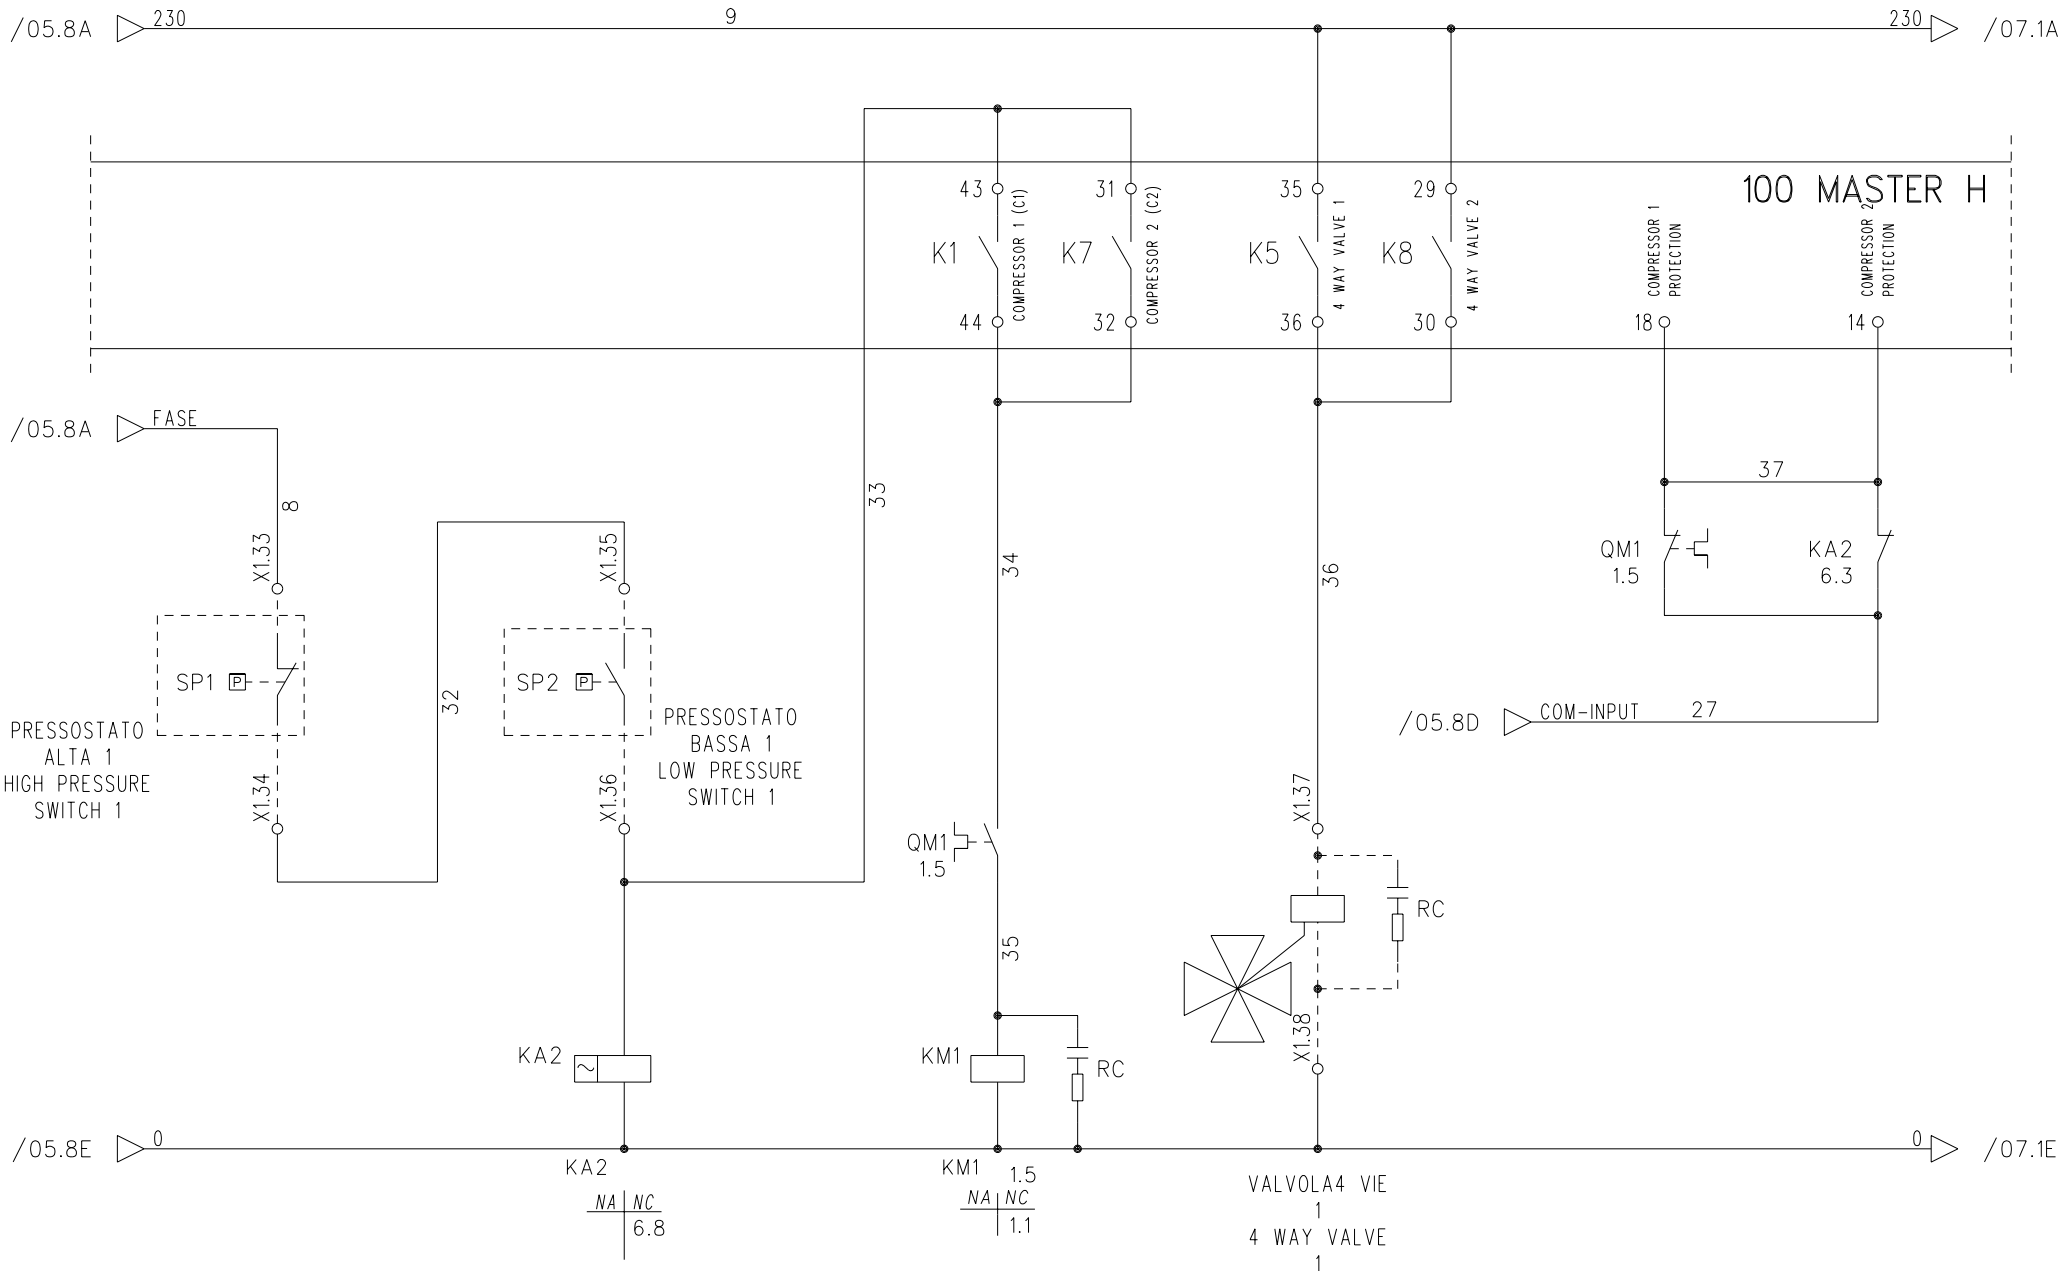 /05.8A
230
9
230
/07.1A
100 MASTER H
43
K1
COMPRESSOR 1 (C1)
44
31
K7
COMPRESSOR 2 (C2)
32
35
K5
4 WAY VALVE 1
36
29
K8
4 WAY VALVE 2
30
COMPRESSOR 1
PROTECTION
18
COMPRESSOR 2
PROTECTION
14
/05.8A
FASE
8
X1.33
SP1
P
PRESSOSTATO
ALTA 1
HIGH PRESSURE
SWITCH 1
X1.34
32
X1.35
SP2
P
PRESSOSTATO
BASSA 1
LOW PRESSURE
SWITCH 1
X1.36
33
34
QM1
1.5
35
36
37
QM1
1.5
KA2
6.3
/05.8D
COM-INPUT
27
X1.37
RC
X1.38
KA2
~
KM1
RC
/05.8E
0
0
/07.1E
KA2
NA NC
6.8
KM1
1.5
NA NC
1.1
VALVOLA4 VIE
1
4 WAY VALVE
1